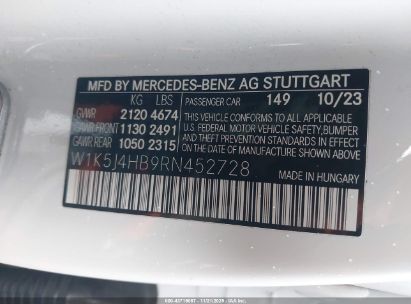 MFD BY MERCEDES-BENZ AG STUTTGART
KG LBS PASSENGER CAR 149 10/23
GVWR 2120 4674
GAWR FRONT 1130 2491
GAWR REAR 1050 2315
THIS VEHICLE CONFORMS TO ALL APPLICABLE
U.S. FEDERAL MOTOR VEHICLE SAFETY, BUMPER
AND THEFT PREVENTION STANDARDS IN EFFECT
ON THE DATE OF MANUFACTURE SHOWN ABOVE.
W1K5J4HB9RN452728
MADE IN HUNGARY